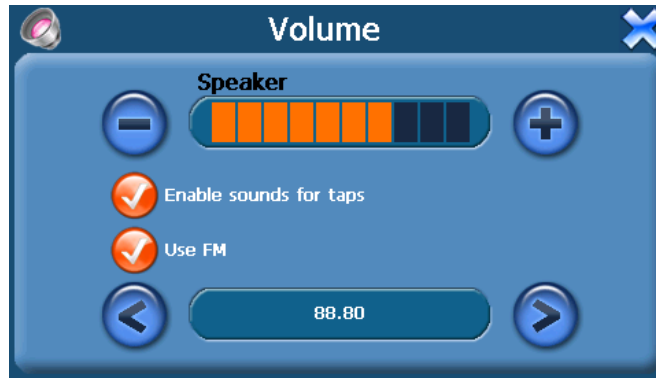 Volume
Speaker
Enable sounds for taps
Use FM
88.80